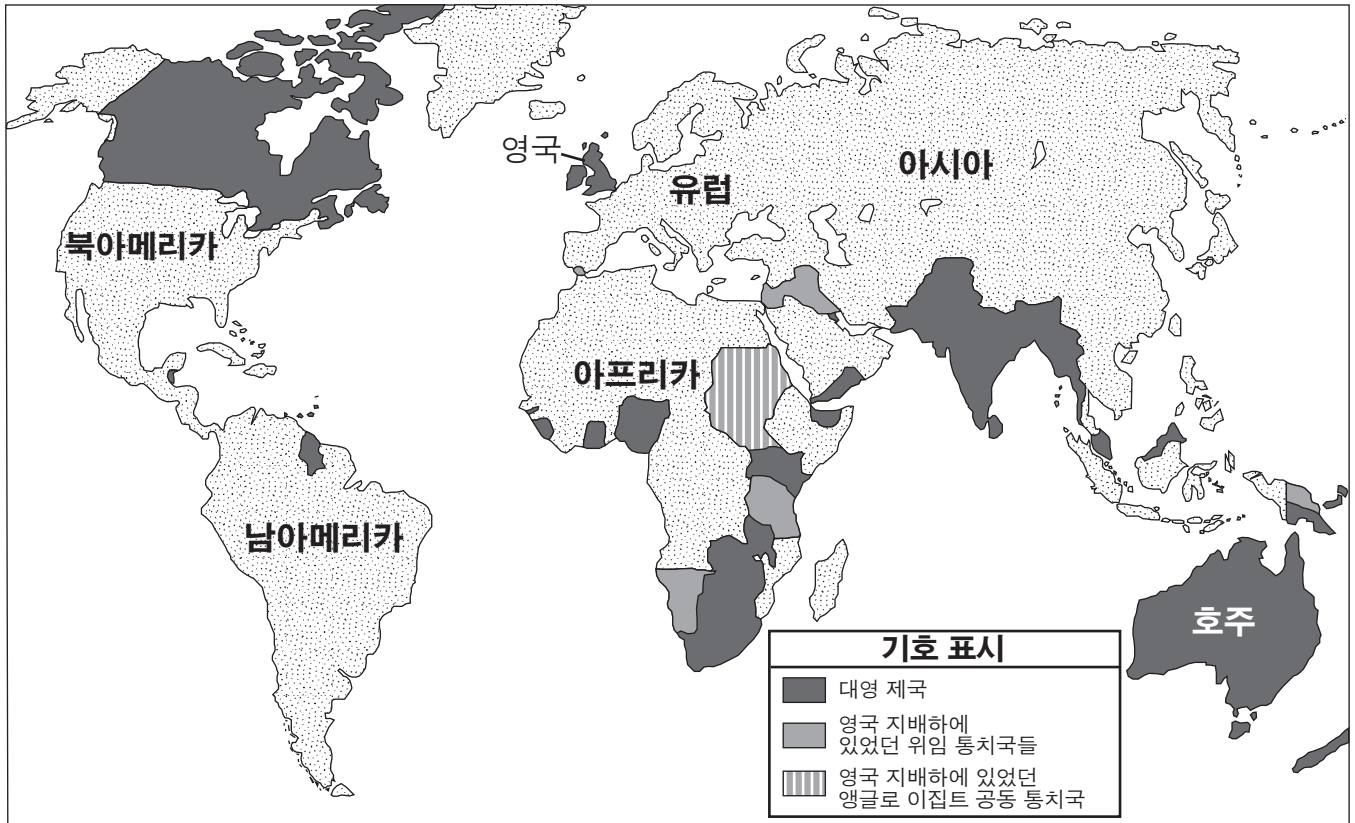 영국
아시아
유럽
북아메리카
아프리카
남아메리카
호주
기호 표시
대영 제국
영국 지배하에
있었던 위임 통치국들
영국 지배하에 있었던
앵글로 이집트 공동 통치국